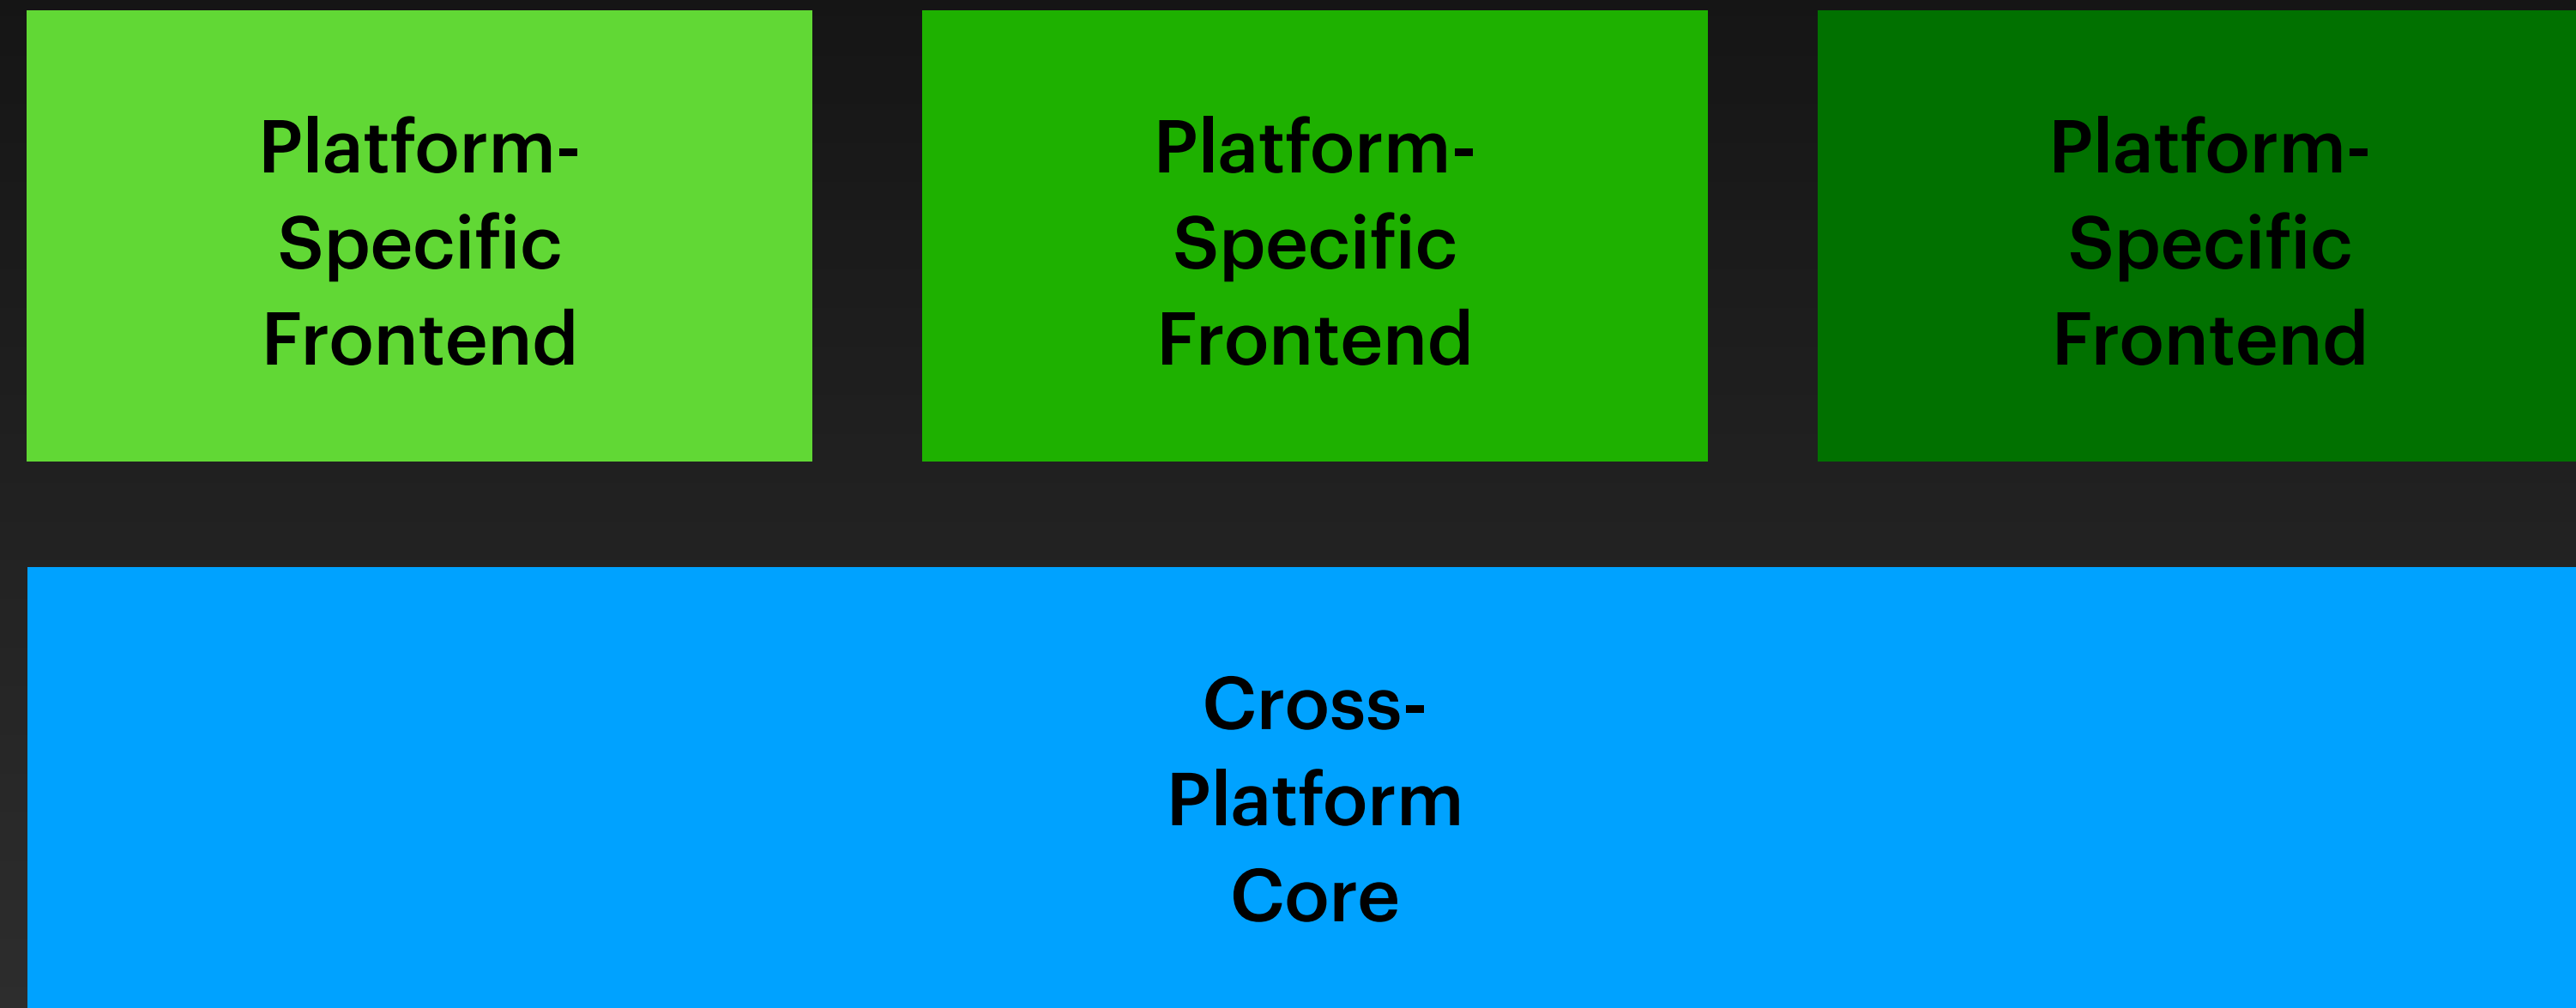 Platform-
Specific
Frontend
Platform-
Specific
Frontend
Platform-
Specific
Frontend
Cross-
Platform
Core